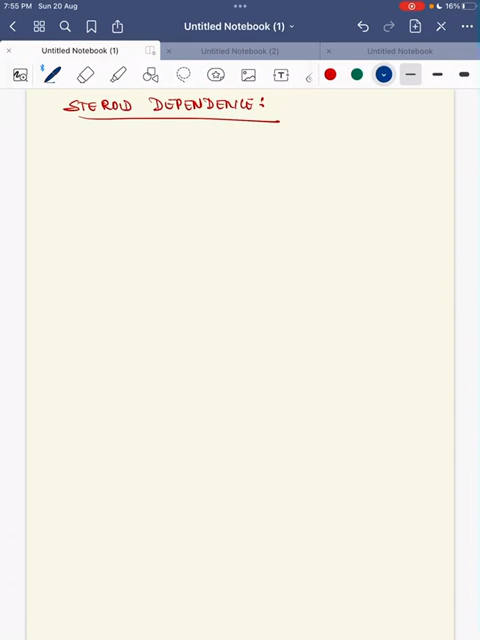 7:55 PM Sun 20 Aug
16%
Untitled Notebook (1)
Untitled Notebook (1)
Untitled Notebook (2)
Untitled Notebook
STEROID DEPENDENCE: